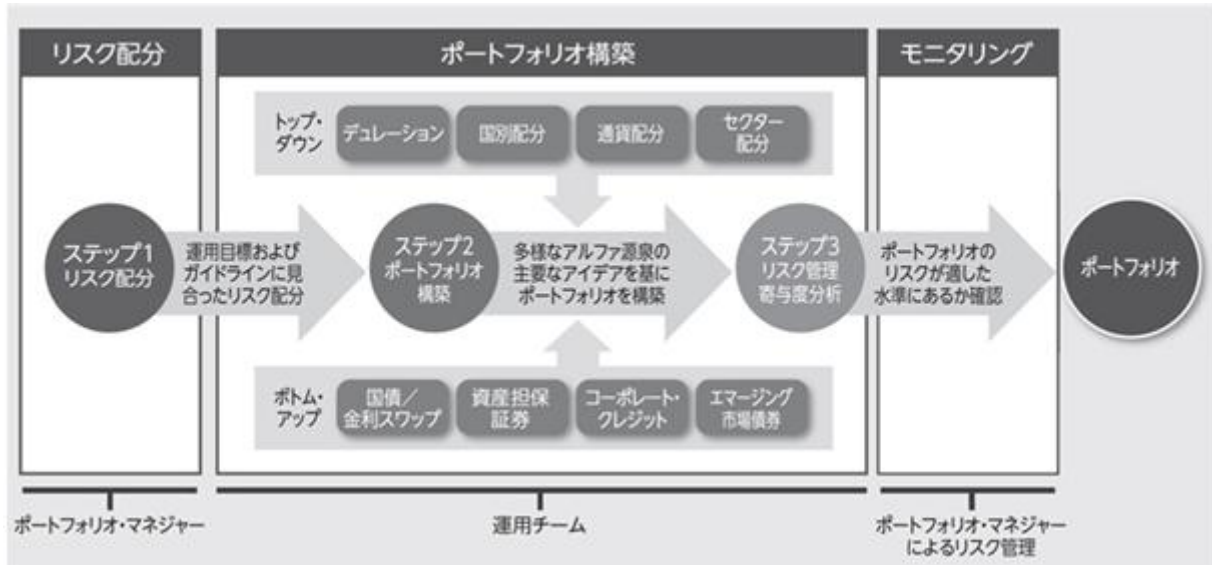 リスク配分
ポートフォリオ構築
モニタリング
トップ・
ダウン
デュレーション
国別配分
通貨配分
セクター
配分
ステップ1
リスク配分
運用目標および
ガイドラインに見
合ったリスク配分
ステップ2
ポートフォリオ
構築
多様なアルファ源泉の
主要なアイデアを基に
ポートフォリオを構築
ステップ3
リスク管理
寄与度分析
ポートフォリオの
リスクが適した
水準にあるか確認
ポートフォリオ
ボトム・
アップ
国債／
金利スワップ
資産担保
証券
コーポレート・
クレジット
エマージング
市場債券
ポートフォリオ・マネジャー
運用チーム
ポートフォリオ・マネジャー
によるリスク管理